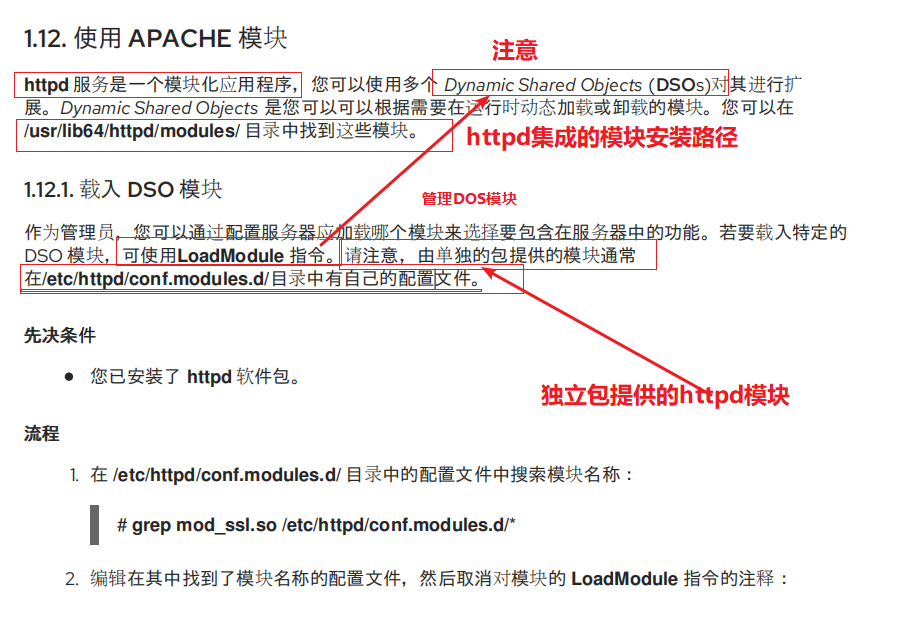 1.12. 使用 APACHE 模块
注意
httpd 服务是一个模块化应用程序，您可以使用多个 Dynamic Shared Objects (DSOs)对其进行扩
展。Dynamic Shared Objects 是您可以可以根据需要在运行时动态加载或卸载的模块。您可以在
/usr/lib64/httpd/modules/ 目录中找到这些模块。
httpd集成的模块安装路径
1.12.1. 载入 DSO 模块
管理DOS模块
作为管理员，您可以通过配置服务器应加载哪个模块来选择要包含在服务器中的功能。若要载入特定的
DSO 模块，可使用LoadModule 指令。请注意，由单独的包提供的模块通常
在/etc/httpd/conf.modules.d/ 目录中有自己的配置文件。
先决条件
● 您已安装了 httpd 软件包。
独立包提供的httpd模块
流程
1. 在 /etc/httpd/conf.modules.d/ 目录中的配置文件中搜索模块名称：
# grep mod_ssl.so /etc/httpd/conf.modules.d/*
2. 编辑在其中找到了模块名称的配置文件，然后取消对模块的 LoadModule 指令的注释：